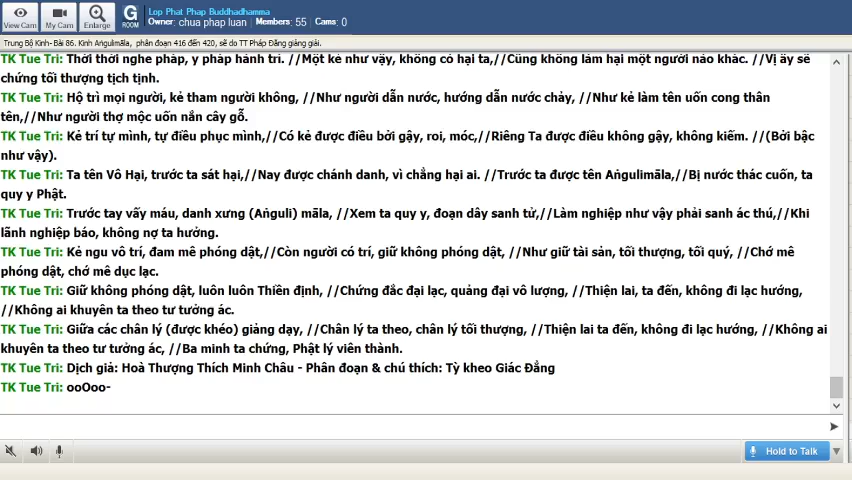 View Cam
My Cam
Enlarge
G
ROOM
Lop Phat Phap Buddhadhamma
Owner: chua phap luan | Members: 55 | Cams: 0
Trung Bộ Kinh- Bài 86. Kinh Aṅgulimāla, phân đoạn 416 đến 420, sẽ do TT Pháp Đăng giảng giải.
TK Tue Tri: Thời thời nghe pháp, y pháp hành trì. //Một kẻ như vậy, không có hại ta,//Cũng không làm hại một người nào khác. //Vị ấy sẽ
chứng tối thượng tịch tịnh.
TK Tue Tri: Hộ trì mọi người, kẻ tham người không, //Như người dẫn nước, hướng dẫn nước chảy, //Như kẻ làm tên uốn cong thân
tên,//Như người thợ mộc uốn nắn cây gỗ.
TK Tue Tri: Kẻ trí tự mình, tự điều phục mình,//Có kẻ được điều bởi gậy, roi, móc,//Riêng Ta được điều không gậy, không kiếm. //(Bởi bậc
như vậy).
TK Tue Tri: Ta tên Vô Hại, trước ta sát hại,//Nay được chánh danh, vì chẳng hại ai. //Trước ta được tên Aṅgulimāla,//Bị nước thác cuốn, ta
quy y Phật.
TK Tue Tri: Trước tay vấy máu, danh xưng (Aṅguli) māla, //Xem ta quy y, đoạn dây sanh tử,//Làm nghiệp như vậy phải sanh ác thú,//Khi
lãnh nghiệp báo, không nợ ta hưởng.
TK Tue Tri: Kẻ ngu vô trí, đam mê phóng dật,//Còn người có trí, giữ không phóng dật, //Như giữ tài sản, tối thượng, tối quý, //Chớ mê
phóng dật, chớ mê dục lạc.
TK Tue Tri: Giữ không phóng dật, luôn luôn Thiền định, //Chứng đắc đại lạc, quảng đại vô lượng, //Thiện lai, ta đến, không đi lạc hướng,
//Không ai khuyên ta theo tư tưởng ác.
TK Tue Tri: Giữa các chân lý (được khéo) giảng dạy, //Chân lý ta theo, chân lý tối thượng, //Thiện lai ta đến, không đi lạc hướng, //Không ai
khuyên ta theo tư tưởng ác, //Ba minh ta chứng, Phật lý viên thành.
TK Tue Tri: Dịch giả: Hoà Thượng Thích Minh Châu - Phân đoạn & chú thích: Tỳ kheo Giác Đẳng
TK Tue Tri: ooOoo-
Hold to Talk